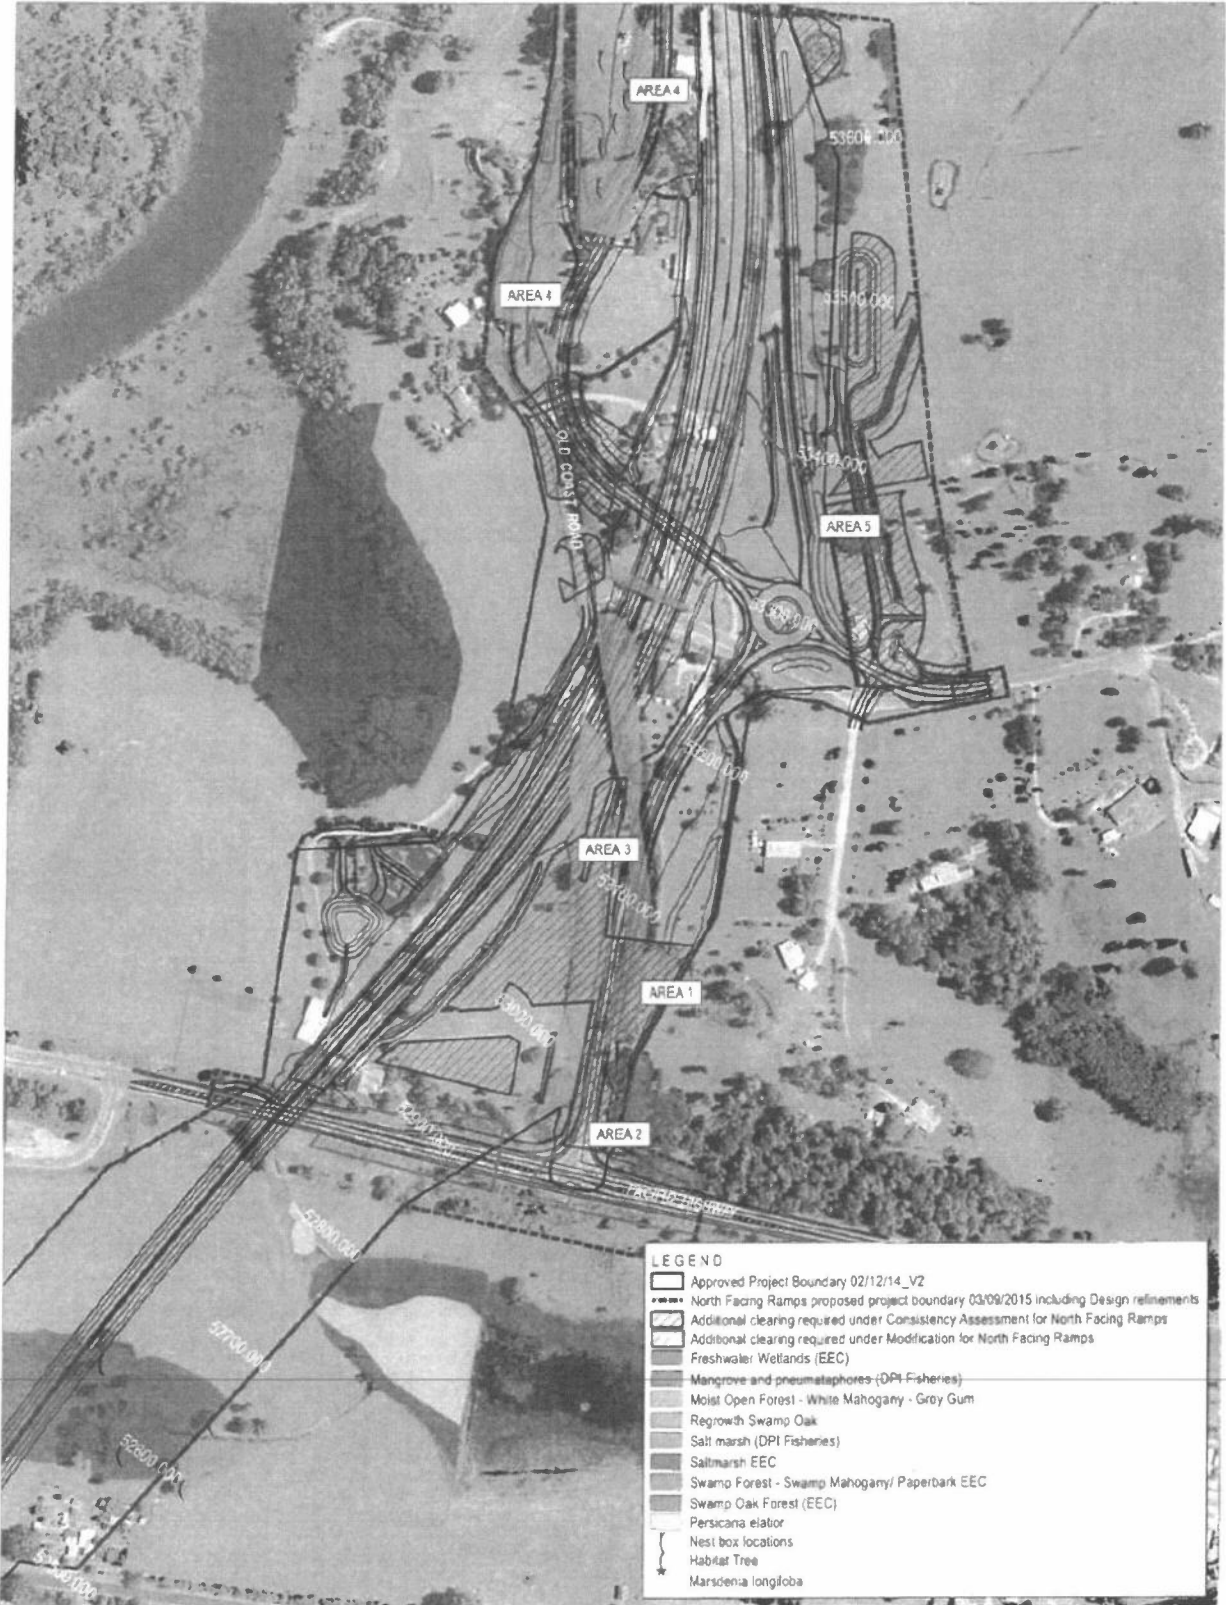 AREA 4
53600.000
AREA 4
53500.000
OLD COAST ROAD
53400.000
AREA 5
AREA 3
AREA 1
53000.000
AREA 2
PACIFIC HIGHWAY
52800.000
52700.000
52600.000
LEGEND
Approved Project Boundary 02/12/14_V2
North Facing Ramps proposed project boundary 03/09/2015 including Design refinements
Additional clearing required under Consistency Assessment for North Facing Ramps
Additional clearing required under Modification for North Facing Ramps
Freshwater Wetlands (EEC)
Mangrove and pneumataphores (DPI Fisheries)
Moist Open Forest - White Mahogany - Grey Gum
Regrowth Swamp Oak
Salt marsh (DPI Fisheries)
Saltmarsh EEC
Swamp Forest - Swamp Mahogany/ Paperbark EEC
Swamp Oak Forest (EEC)
Persicaria elatior
Nest box locations
Habitat Tree
Marsdenia longiloba